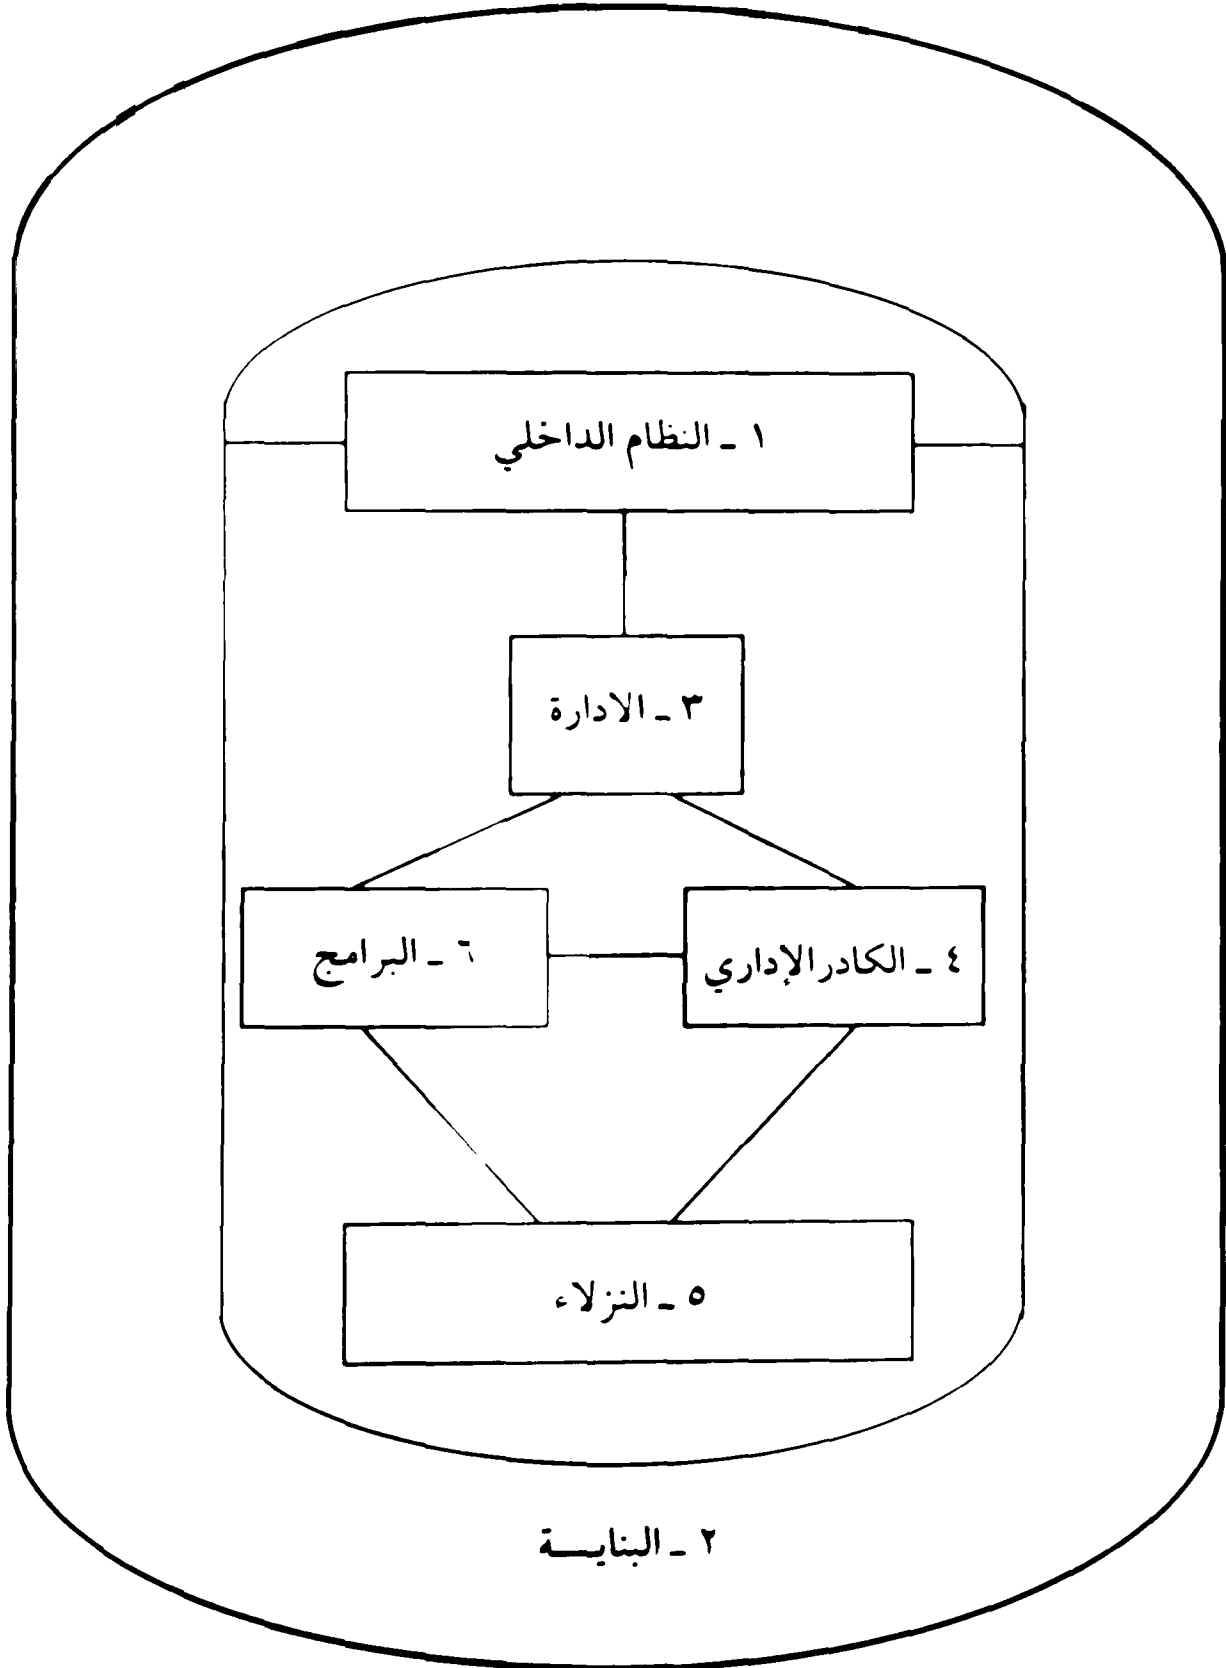 ١ ـ النظام الداخلي
٣ ـ الادارة
٤ ـ الكادر الإداري
٦ ـ البرامج
٥ ـ النزلاء
٢ ـ البنايـــة